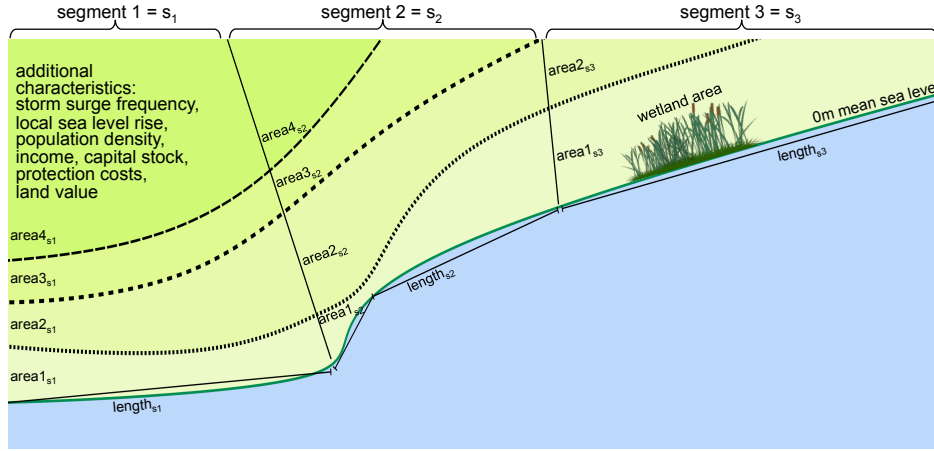 segment 1 = s1
segment 2 = s2
segment 3 = s3
additional
characteristics:
storm surge frequency,
local sea level rise,
population density,
income, capital stock,
protection costs,
land value
area4s1
area3s1
area2s1
area1s1
lengths1
area4s2
area3s2
area2s2
area1s2
lengths2
area2s3
area1s3
wetland area
0m mean sea level
lengths3